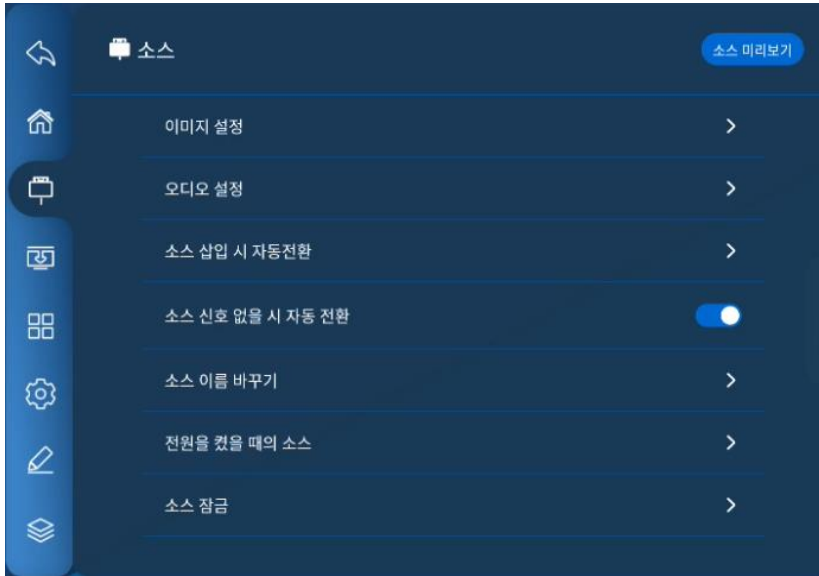 소스
소스 미리보기
이미지 설정
오디오 설정
소스 삽입 시 자동전환
소스 신호 없을 시 자동 전환
소스 이름 바꾸기
전원을 켰을 때의 소스
소스 잠금